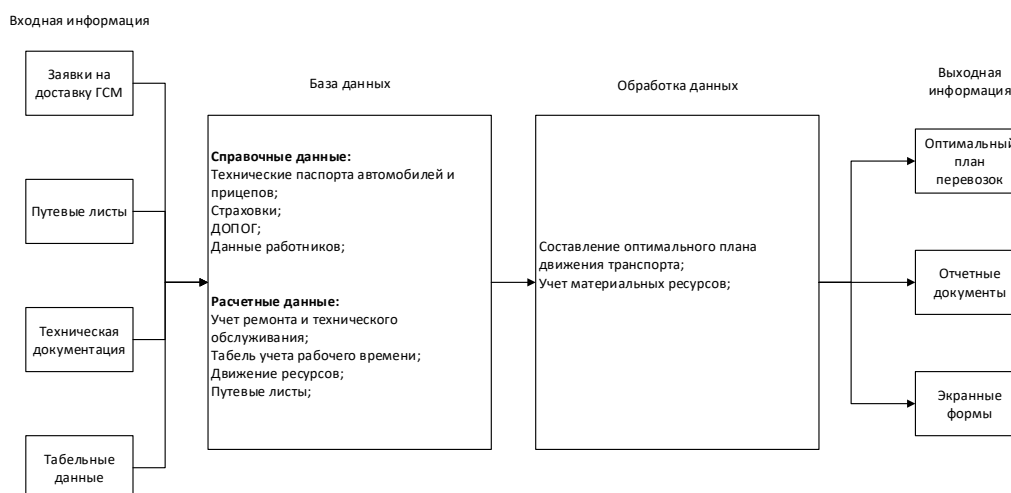 Входная информация
Заявки на
доставку ГСМ
Путевые листы
Техническая
документация
Табельные
данные
База данных
Справочные данные:
Технические паспорта автомобилей и
прицепов;
Страховки;
ДОПОГ;
Данные работников;
Расчетные данные:
Учет ремонта и технического
обслуживания;
Табель учета рабочего времени;
Движение ресурсов;
Путевые листы;
Обработка данных
Составление оптимального плана
движения транспорта;
Учет материальных ресурсов;
Выходная
информация
Оптимальный
план
перевозок
Отчетные
документы
Экранные
формы